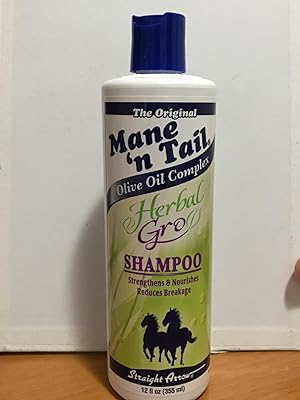 The Original
Mane
'n Tail
Olive Oil Complex
Herbal
Gro
SHAMPOO
Strengthens & Nourishes
Reduces Breakage
Straight Arrow®
12 fl oz (355 ml)